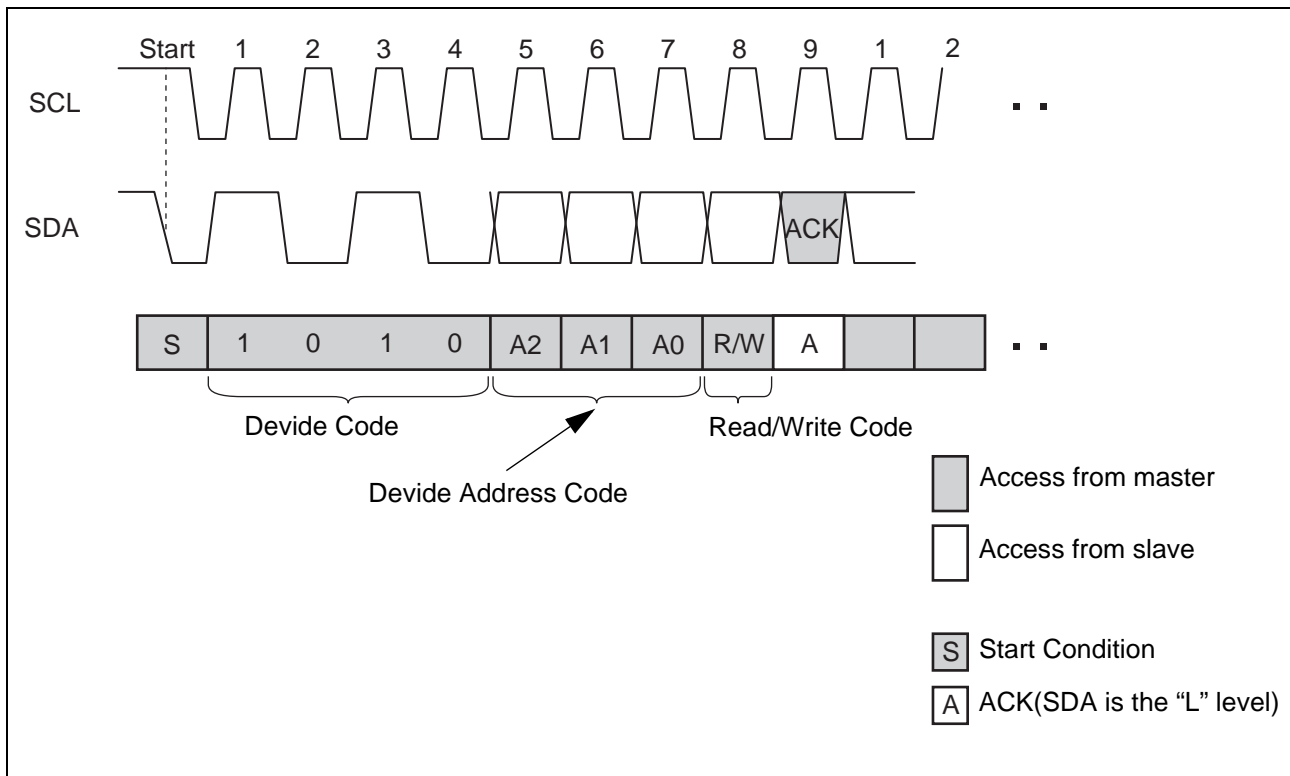 Start 1 2 3 4 5 6 7 8 9 1 2
SCL
SDA
ACK
S 1 0 1 0 A2 A1 A0 R/W A
Devide Code
Read/Write Code
Devide Address Code
Access from master
Access from slave
S Start Condition
A ACK(SDA is the “L” level)